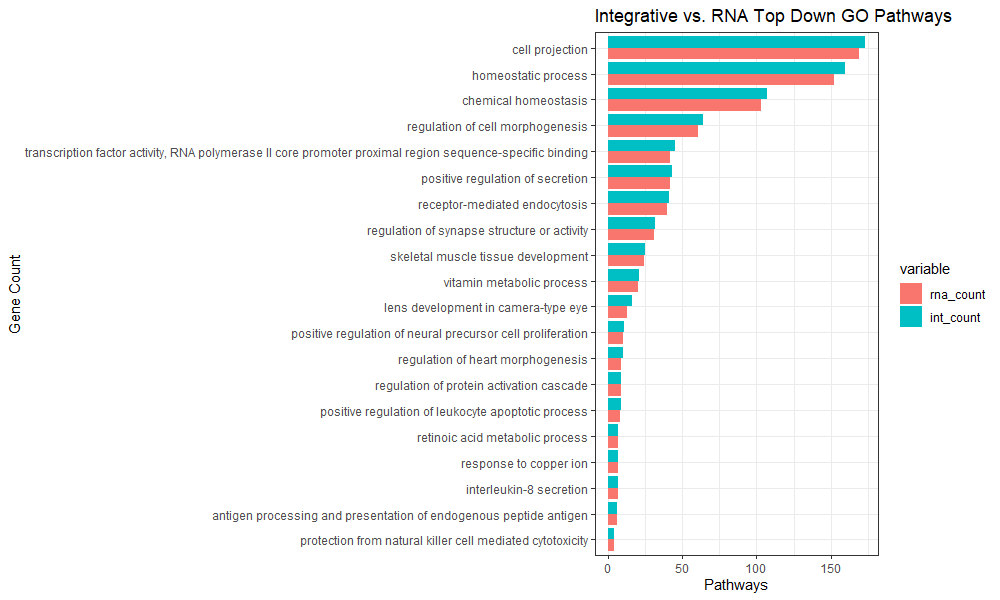 Integrative vs. RNA Top Down GO Pathways
cell projection
homeostatic process
chemical homeostasis
regulation of cell morphogenesis
transcription factor activity, RNA polymerase II core promoter proximal region sequence-specific binding
positive regulation of secretion
receptor-mediated endocytosis
regulation of synapse structure or activity
skeletal muscle tissue development
vitamin metabolic process
lens development in camera-type eye
positive regulation of neural precursor cell proliferation
regulation of heart morphogenesis
regulation of protein activation cascade
positive regulation of leukocyte apoptotic process
retinoic acid metabolic process
response to copper ion
interleukin-8 secretion
antigen processing and presentation of endogenous peptide antigen
protection from natural killer cell mediated cytotoxicity
Gene Count
0 50 100 150
Pathways
variable
rna_count
int_count